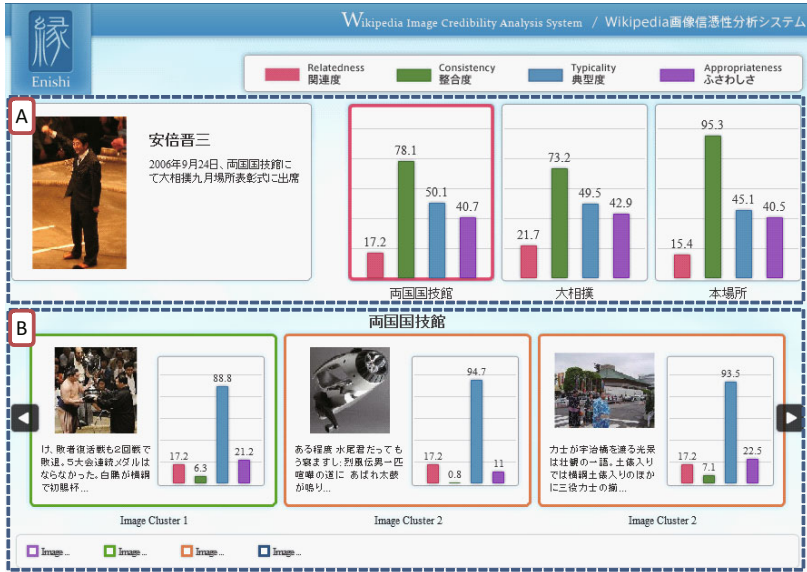 縁
Enishi
Wikipedia Image Credibility Analysis System / Wikipedia画像信憑性分析システム
Relatedness
関連度
Consistency
整合度
Typicality
典型度
Appropriateness
ふさわしさ
A
安倍晋三
2006年9月24日、両国国技館に
て大相撲九月場所表彰式に出席
17.2
78.1
50.1
40.7
両国国技館
21.7
73.2
49.5
42.9
大相撲
15.4
95.3
45.1
40.5
本場所
B
両国国技館
け、敗者復活戦も2回戦で
敗退。5大会連続メダルは
ならなかった。白鵬が横綱
で初賜杯...
17.2
6.3
88.8
21.2
Image Cluster 1
ある程度 水尾君だっても
う寝ますし: 烈風伝男一匹
喧嘩の道に あばれ太鼓
が鳴り...
17.2
0.8
94.7
11
Image Cluster 2
力士が宇治橋を渡る光景
は壮観の一語。土俵入り
では横綱土俵入りのほか
に三役力士の揃...
17.2
7.1
93.5
22.5
Image Cluster 2
Image ...
Image ...
Image ...
Image ...